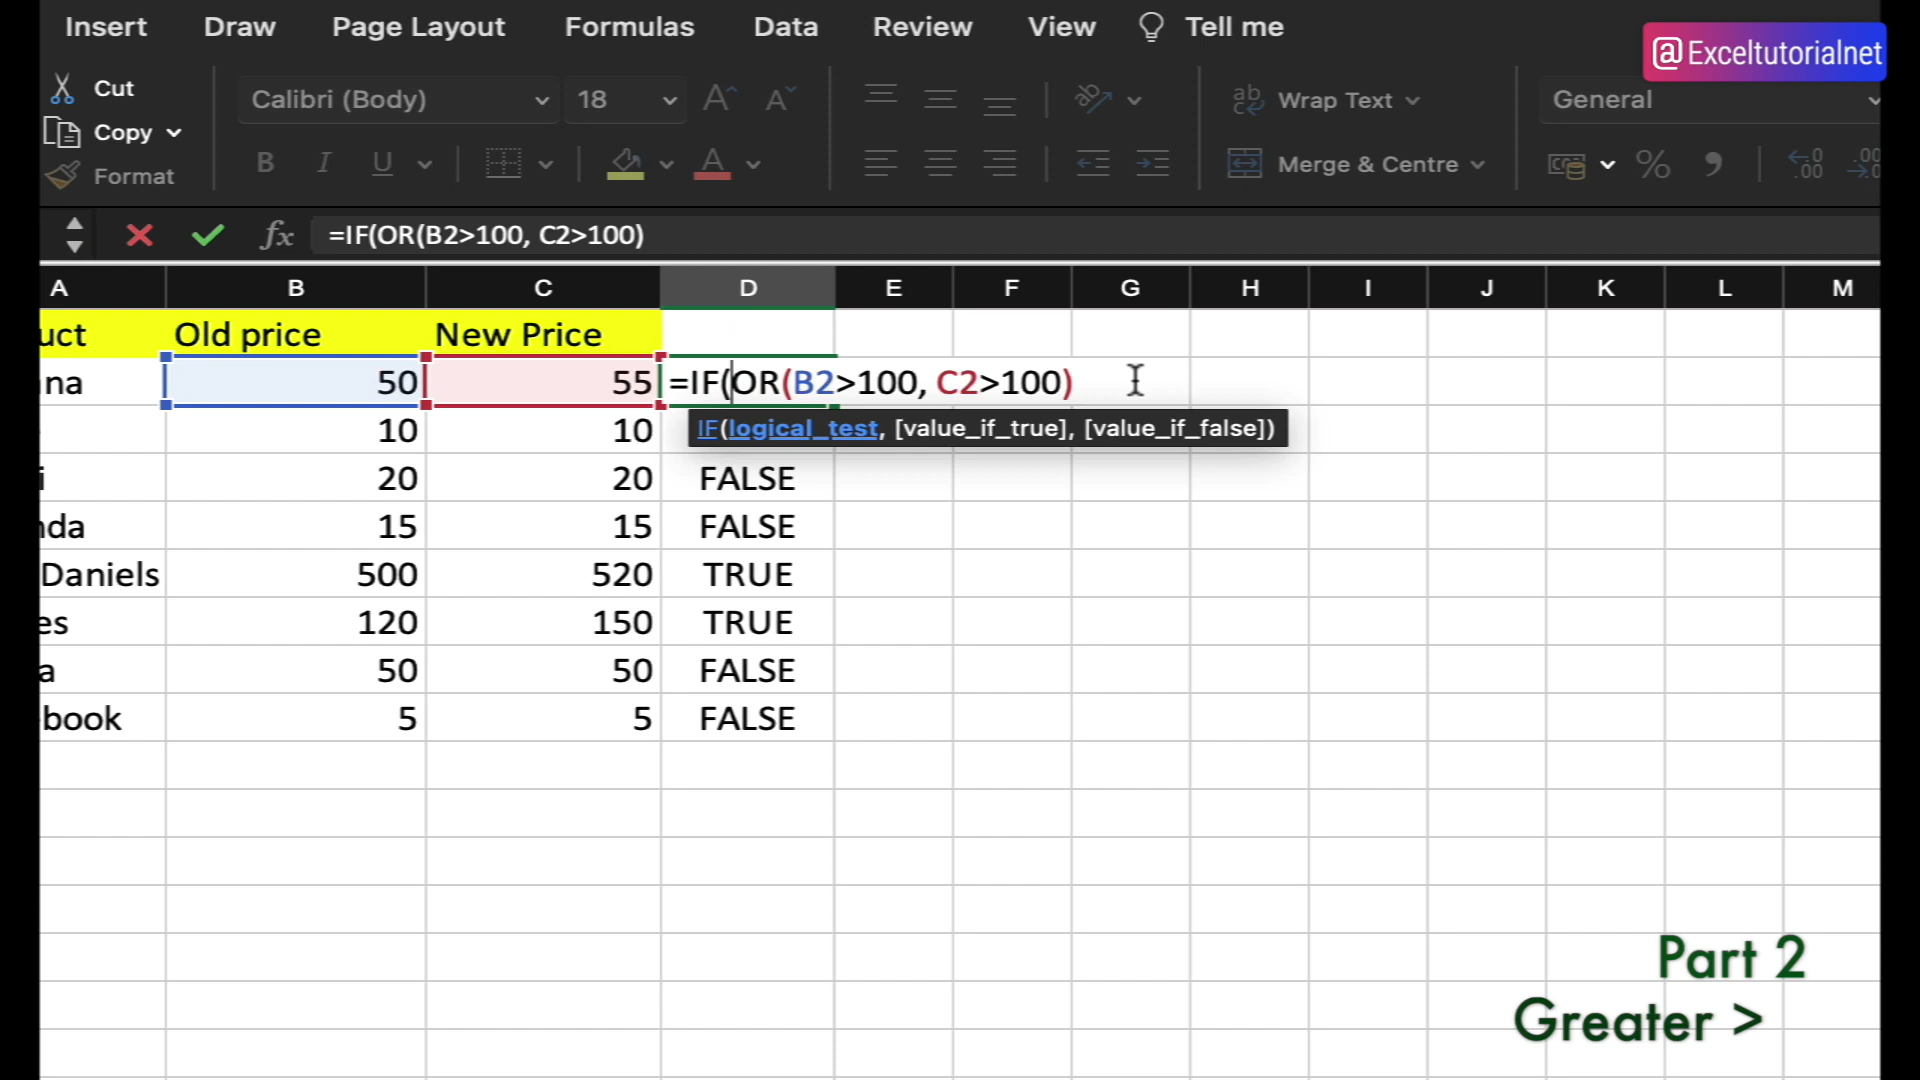 Insert Draw Page Layout Formulas Data Review View Tell me
@Exceltutorialnet
Cut
Calibri (Body) 18
Wrap Text
General
Copy
Format
B I U
Merge & Centre
fx =IF(OR(B2>100, C2>100)
A B C D E F G H I J K L M
uct Old price New Price
na 50 55 =IF(OR(B2>100, C2>100)
10 10
IF(logical_test, [value_if_true], [value_if_false])
i 20 20 FALSE
nda 15 15 FALSE
Daniels 500 520 TRUE
es 120 150 TRUE
a 50 50 FALSE
book 5 5 FALSE
Part 2
Greater >